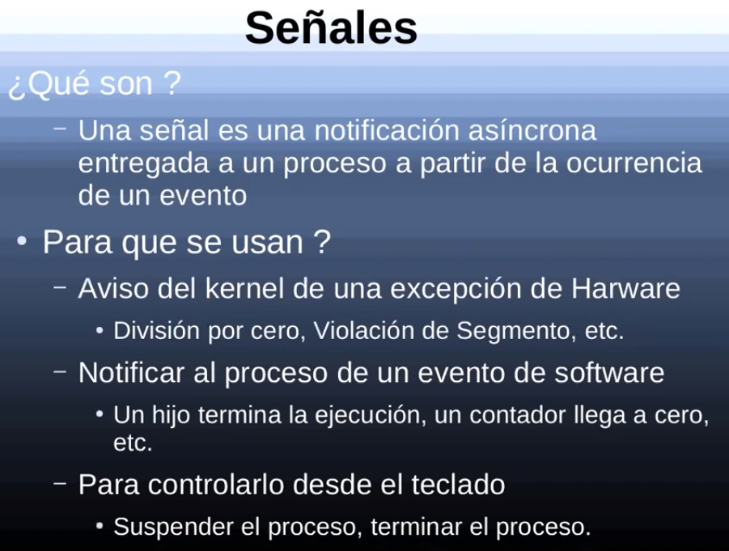 Señales
¿Qué son ?
– Una señal es una notificación asíncrona
entregada a un proceso a partir de la ocurrencia
de un evento
• Para que se usan ?
– Aviso del kernel de una excepción de Harware
• División por cero, Violación de Segmento, etc.
– Notificar al proceso de un evento de software
• Un hijo termina la ejecución, un contador llega a cero,
etc.
– Para controlarlo desde el teclado
• Suspender el proceso, terminar el proceso.